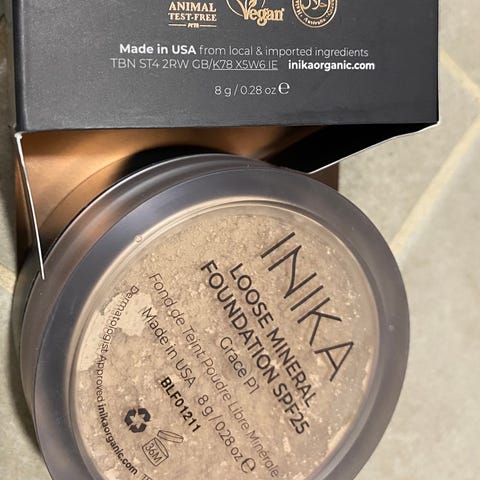 ANIMAL
TEST-FREE
Vegan
Made in USA from local & imported ingredients
TBN ST4 2RW GB/K78 X5W6 IE inikaorganic.com
8 g / 0.28 oz ℮
INIKA
LOOSE MINERAL
FOUNDATION SPF25
Grace P1
Fond de Teint Poudre Libre Minérale
Made in USA 8 g / 0.28 oz ℮
BLF01211
Dermatologist Approved inikaorganic.com
36M